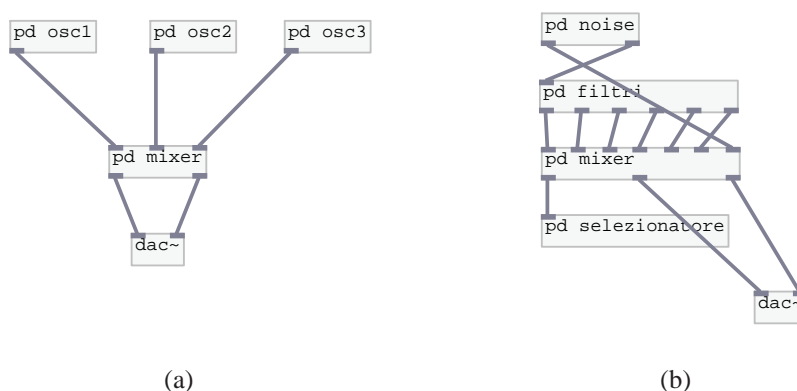 pd osc1
pd osc2
pd osc3
pd mixer
dac~
(a)
pd noise
pd filtri
pd mixer
pd selezionatore
dac~
(b)